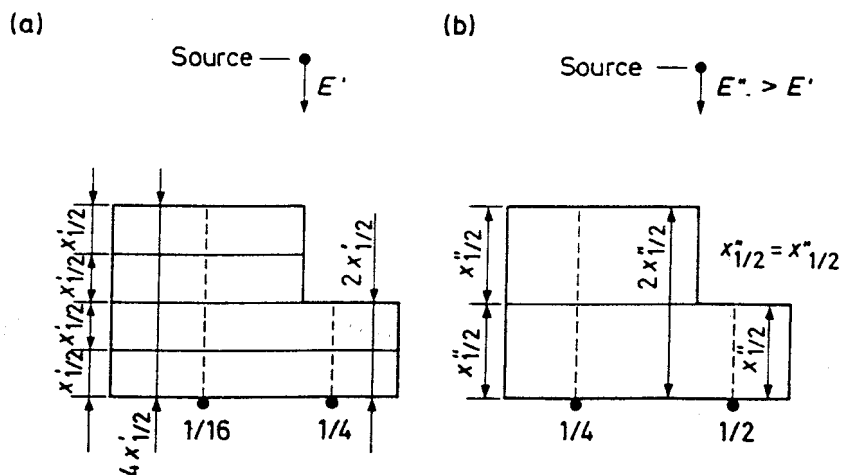 (a)
Source
E'
x'1/2
x'1/2
x'1/2
x'1/2
4x'1/2
2x'1/2
1/16
1/4
(b)
Source
E". > E'
x"1/2
x"1/2
2x"1/2
x"1/2
x"1/2 = x"1/2
1/4
1/2